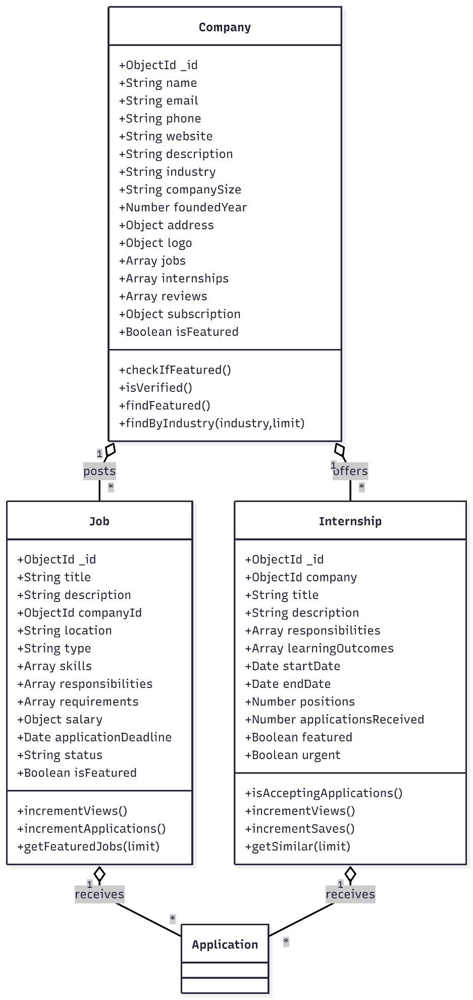 Company
+ObjectId _id
+String name
+String email
+String phone
+String website
+String description
+String industry
+String companySize
+Number foundedYear
+Object address
+Object logo
+Array jobs
+Array internships
+Array reviews
+Object subscription
+Boolean isFeatured
+checkIfFeatured()
+isVerified()
+findFeatured()
+findByIndustry(industry,limit)
1
posts
*
1
offers
*
Job
+ObjectId _id
+String title
+String description
+ObjectId companyId
+String location
+String type
+Array skills
+Array responsibilities
+Array requirements
+Object salary
+Date applicationDeadline
+String status
+Boolean isFeatured
+incrementViews()
+incrementApplications()
+getFeaturedJobs(limit)
Internship
+ObjectId _id
+ObjectId company
+String title
+String description
+Array responsibilities
+Array learningOutcomes
+Date startDate
+Date endDate
+Number positions
+Number applicationsReceived
+Boolean featured
+Boolean urgent
+isAcceptingApplications()
+incrementViews()
+incrementSaves()
+getSimilar(limit)
1
receives
*
1
receives
*
Application